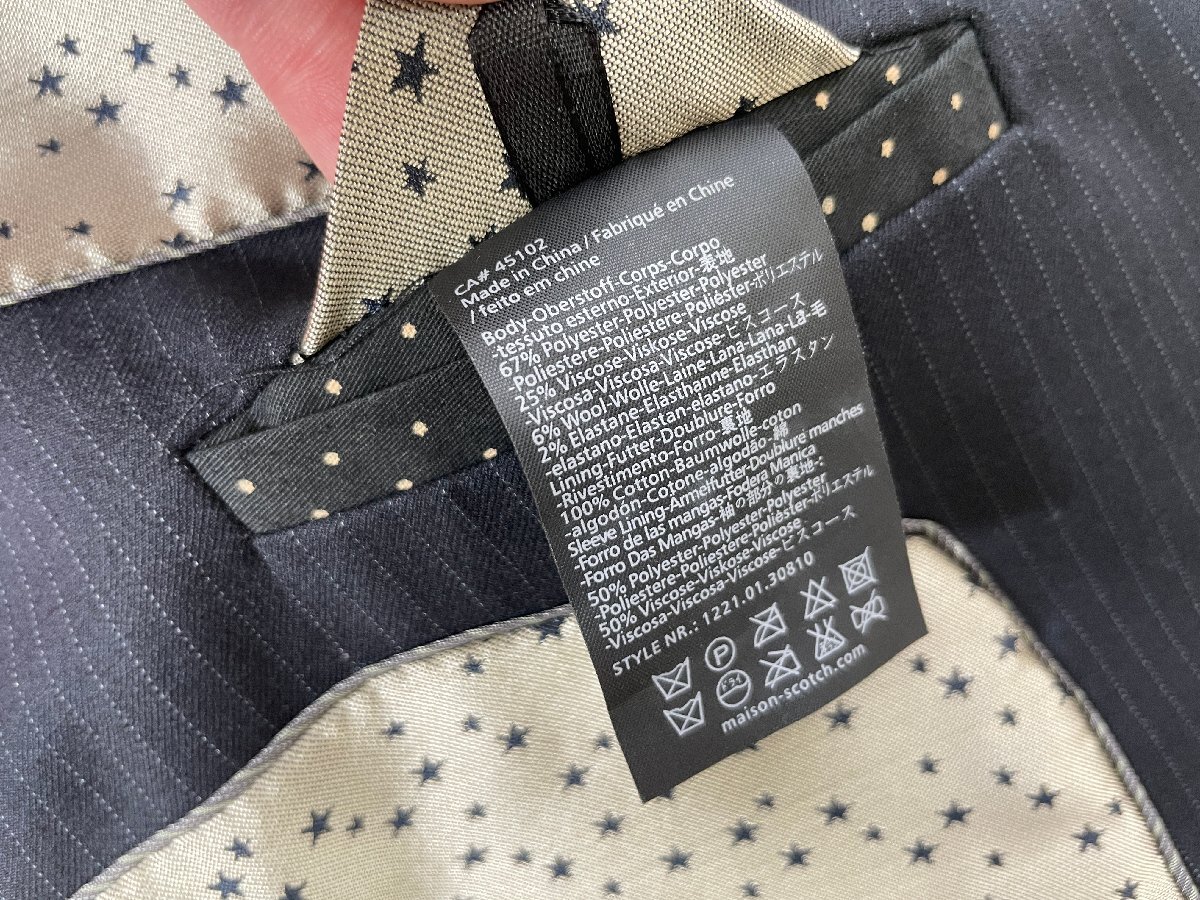 CA# 45102
Made in China / Fabriqué en Chine
/ feito em chine
Body-Oberstoff-Corps-Corpo
-tessuto esterno-Exterior-表地
67% Polyester-Polyester-Polyester
-Poliestere-Poliéster-ポリエステル
25% Viscose-Viskose-Viscose
-Viscosa-Viscosa-Viscose-ビスコース
6% Wool-Wolle-Laine-Lana-Lana-Lã-毛
2% Elastane-Elasthanne-Elasthan
-elastano-Elastan-elastano-エラスタン
Lining-Futter-Doublure-Forro
-Rivestimento-Forro-裏地
100% Cotton-Baumwolle-coton
-algodón-Cotone-algodão-綿
Sleeve Lining-Armelfutter-Doublure manches
-Forro de las mangas-Fodera Manica
-Forro Das Mangas-袖の部分の裏地-
50% Polyester-Polyester-Polyester
-Poliestere-Poliestere-Poliéster-ポリエステル
50% Viscose-Viskose-Viscose
-Viscosa-Viscosa-Viscose-ビスコース
STYLE NR.: 1221.01.30810
P
ドライ
maison-scotch.com